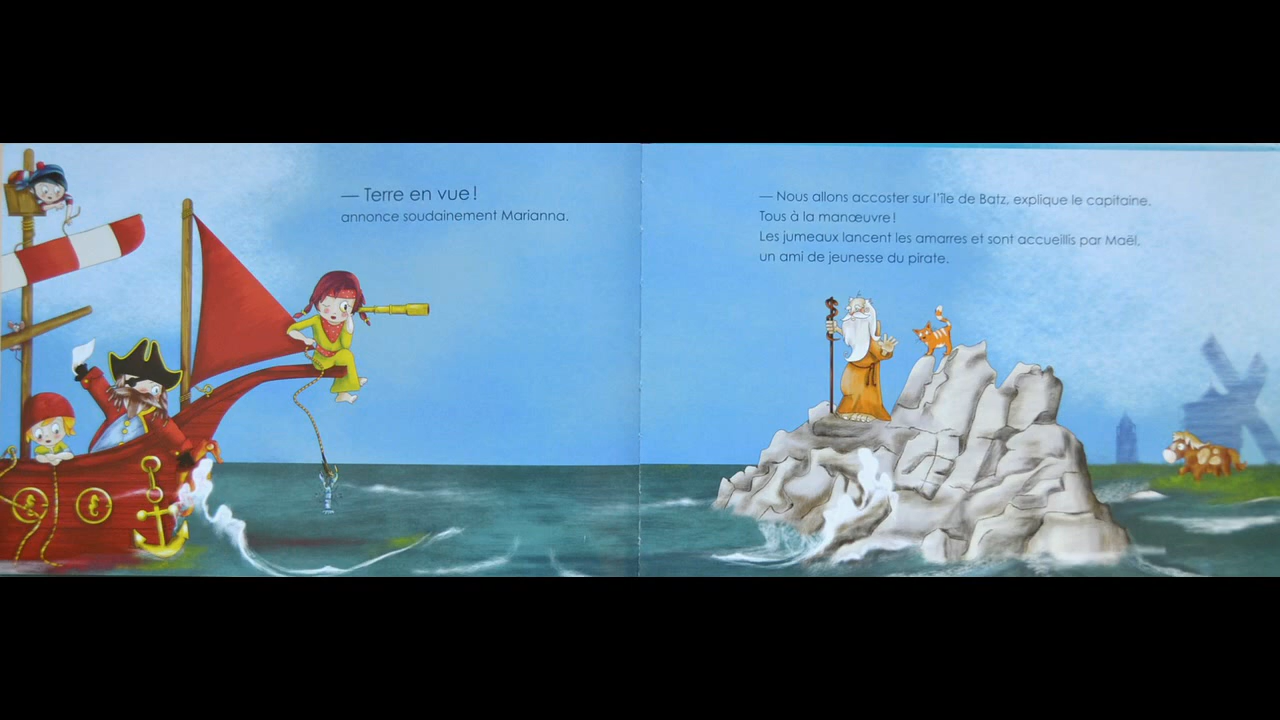 — Terre en vue !
annonce soudainement Marianna.
— Nous allons accoster sur l'île de Batz, explique le capitaine.
Tous à la manœuvre !
Les jumeaux lancent les amarres et sont accueillis par Maël,
un ami de jeunesse du pirate.